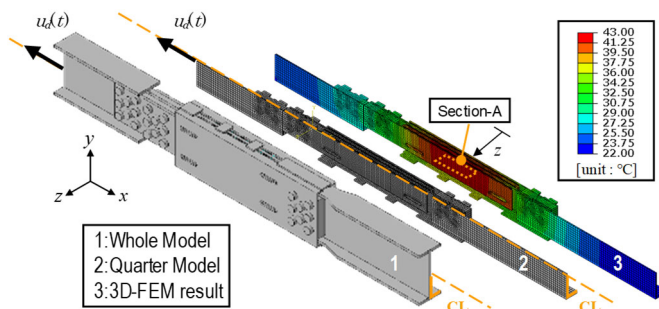 u_d(t)
u_d(t)
43.00
41.25
39.50
37.75
36.00
34.25
32.50
30.75
29.00
27.25
25.50
23.75
22.00
[unit : °C]
Section-A
z
y
z
x
1:Whole Model
2:Quarter Model
3:3D-FEM result
1
2
3